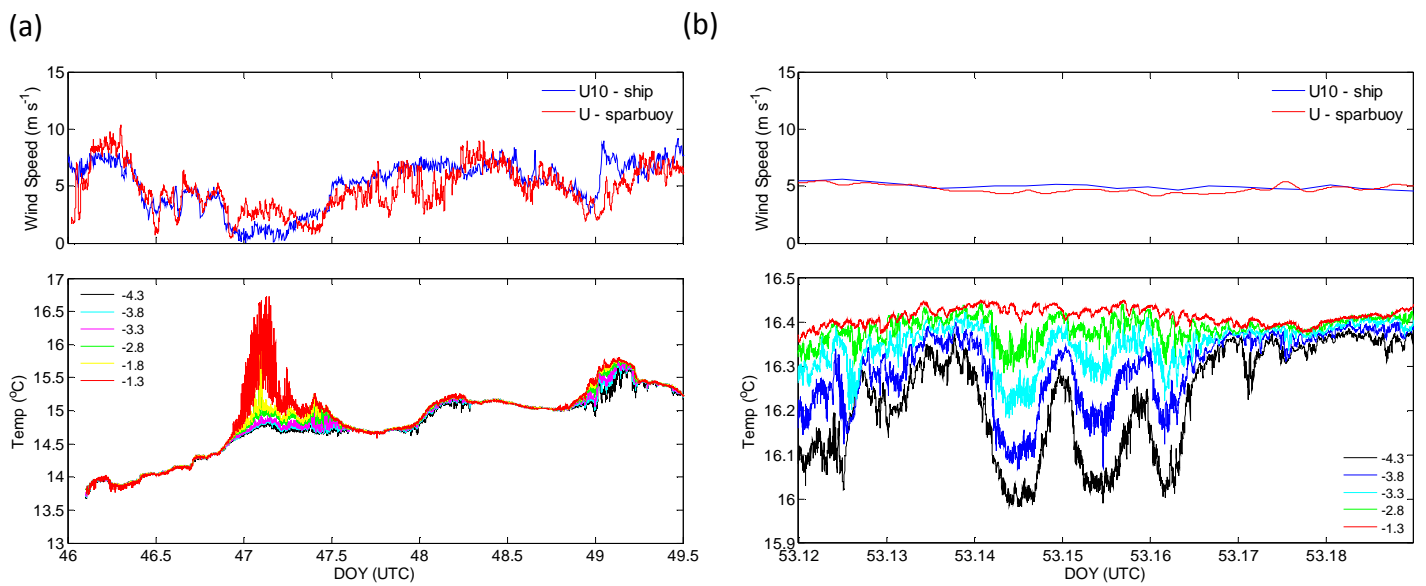 (a)
(b)
15
10
5
0
Wind Speed (m s⁻¹)
U10 - ship
U - sparbuoy
15
10
5
0
Wind Speed (m s⁻¹)
U10 - ship
U - sparbuoy
17
16.5
16
15.5
15
14.5
14
13.5
13
Temp (⁰C)
-4.3
-3.8
-3.3
-2.8
-1.8
-1.3
46 46.5 47 47.5 48 48.5 49 49.5
DOY (UTC)
16.5
16.4
16.3
16.2
16.1
16
15.9
Temp (⁰C)
-4.3
-3.8
-3.3
-2.8
-1.3
53.12 53.13 53.14 53.15 53.16 53.17 53.18
DOY (UTC)